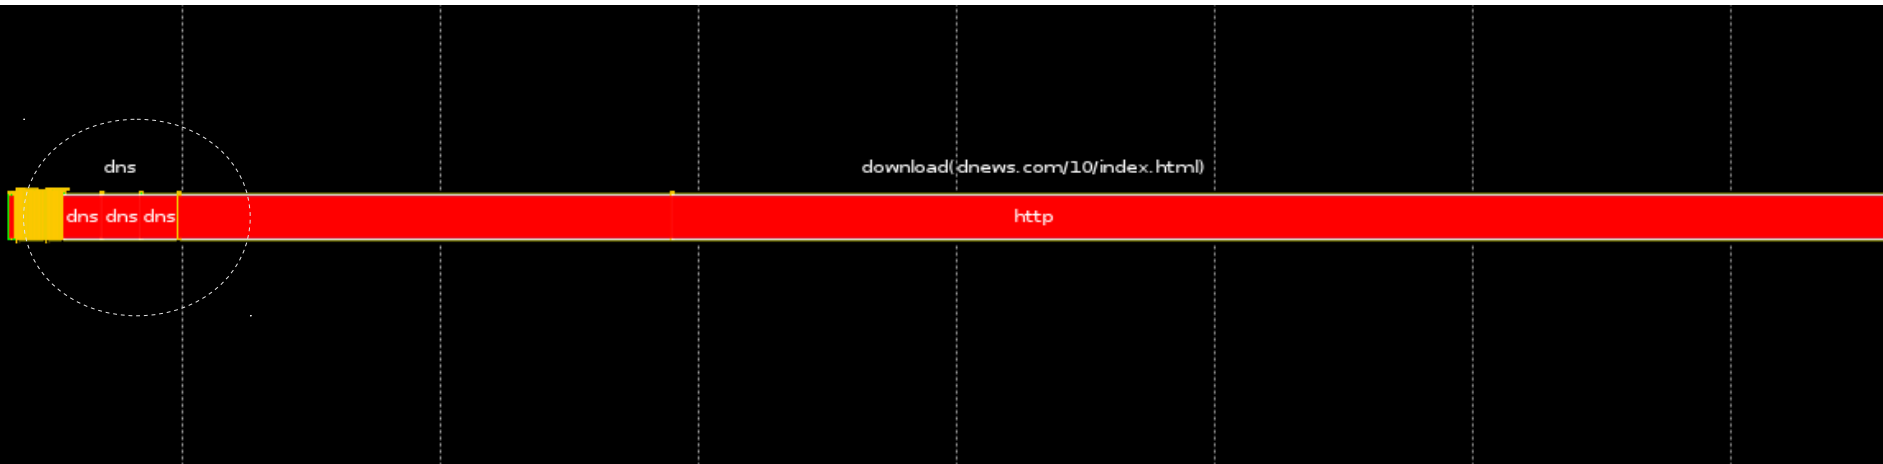 dns
download(dnews.com/10/index.html)
dns dns dns
http